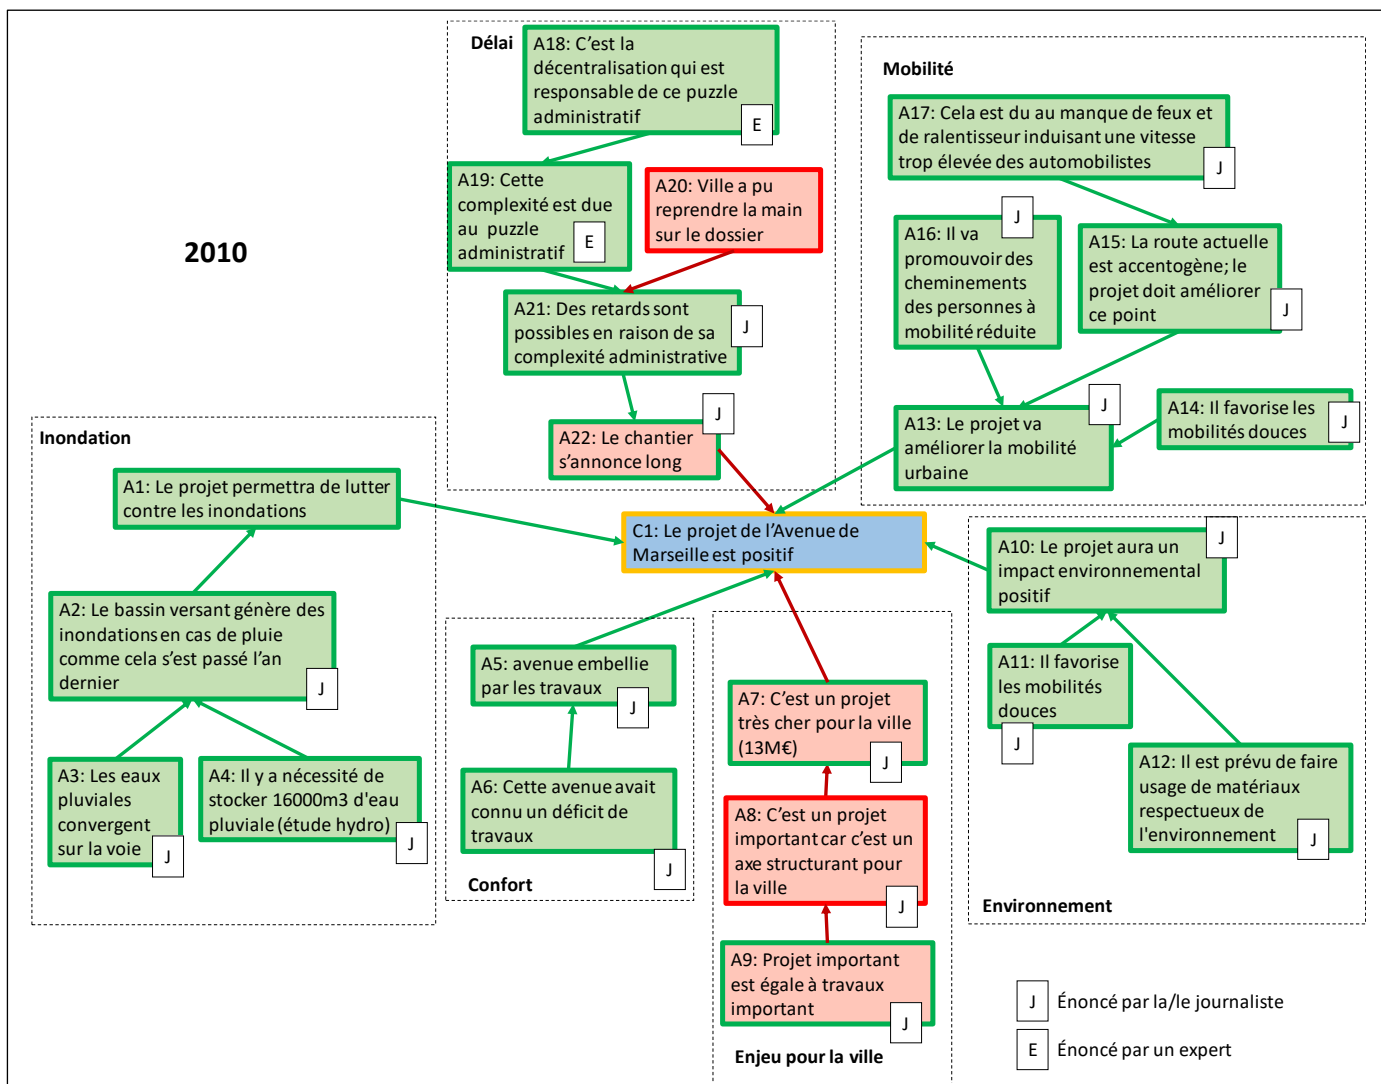 2010
Délai
A18: C'est la
décentralisation qui est
responsable de ce puzzle
administratif
E
A19: Cette
complexité est due
au puzzle
administratif
E
A20: Ville a pu
reprendre la main
sur le dossier
A21: Des retards sont
possibles en raison de sa
complexité administrative
J
A22: Le chantier
s'annonce long
J
Mobilité
A17: Cela est du au manque de feux et
de ralentisseur induisant une vitesse
trop élevée des automobilistes
J
A16: Il va
promouvoir des
cheminements
des personnes à
mobilité réduite
J
A15: La route actuelle
est accentogène; le
projet doit améliorer
ce point
J
A13: Le projet va
améliorer la mobilité
urbaine
J
A14: Il favorise les
mobilités douces
J
Inondation
A1: Le projet permettra de lutter
contre les inondations
A2: Le bassin versant génère des
inondations en cas de pluie
comme cela s'est passé l'an
dernier
J
A3: Les eaux
pluviales
convergent
sur la voie
J
A4: Il y a nécessité de
stocker 16000m3 d'eau
pluviale (étude hydro)
J
C1: Le projet de l'Avenue de
Marseille est positif
A5: avenue embellie
par les travaux
J
A6: Cette avenue avait
connu un déficit de
travaux
J
Confort
A7: C'est un projet
très cher pour la ville
(13M€)
J
A8: C'est un projet
important car c'est un
axe structurant pour
la ville
J
A9: Projet important
est égale à travaux
important
J
Enjeu pour la ville
A10: Le projet aura un
impact environnemental
positif
J
A11: Il favorise
les mobilités
douces
J
A12: Il est prévu de faire
usage de matériaux
respectueux de
l'environnement
J
Environnement
J Énoncé par la/le journaliste
E Énoncé par un expert